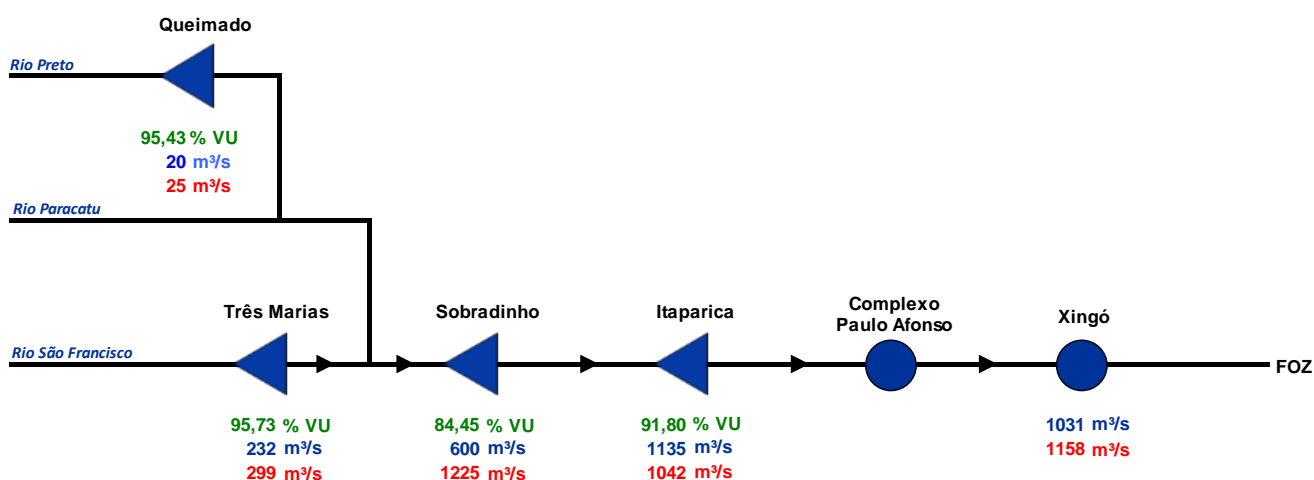 Queimado
Rio Preto
95,43 % VU
20 m³/s
25 m³/s
Rio Paracatu
Três Marias
Sobradinho
Itaparica
Complexo
Paulo Afonso
Xingó
Rio São Francisco
FOZ
95,73 % VU
232 m³/s
299 m³/s
84,45 % VU
600 m³/s
1225 m³/s
91,80 % VU
1135 m³/s
1042 m³/s
1031 m³/s
1158 m³/s